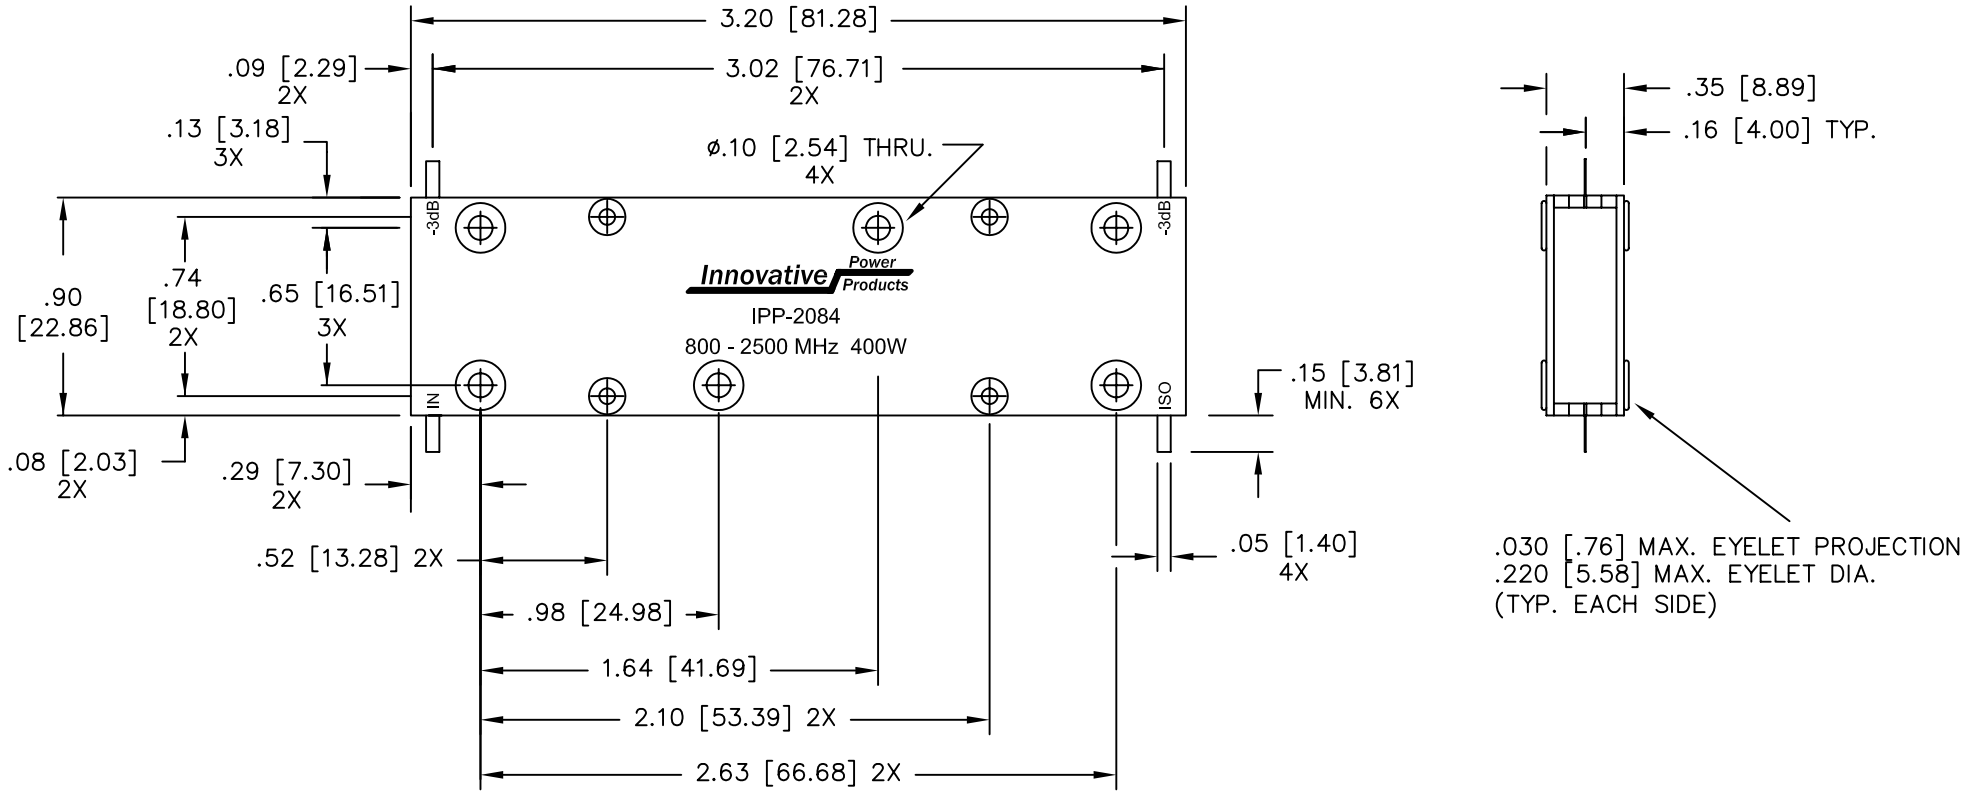 3.20 [81.28]
.09 [2.29]
2X
3.02 [76.71]
2X
.35 [8.89]
.13 [3.18]
3X
ø.10 [2.54] THRU.
4X
.16 [4.00] TYP.
-3dB
-3dB
.74
[18.80]
2X
.65 [16.51]
3X
.90
[22.86]
Innovative Power
Products
IPP-2084
800 - 2500 MHz 400W
IN
ISO
.15 [3.81]
MIN. 6X
.08 [2.03]
2X
.29 [7.30]
2X
.52 [13.28] 2X
.05 [1.40]
4X
.030 [.76] MAX. EYELET PROJECTION
.220 [5.58] MAX. EYELET DIA.
(TYP. EACH SIDE)
.98 [24.98]
1.64 [41.69]
2.10 [53.39] 2X
2.63 [66.68] 2X